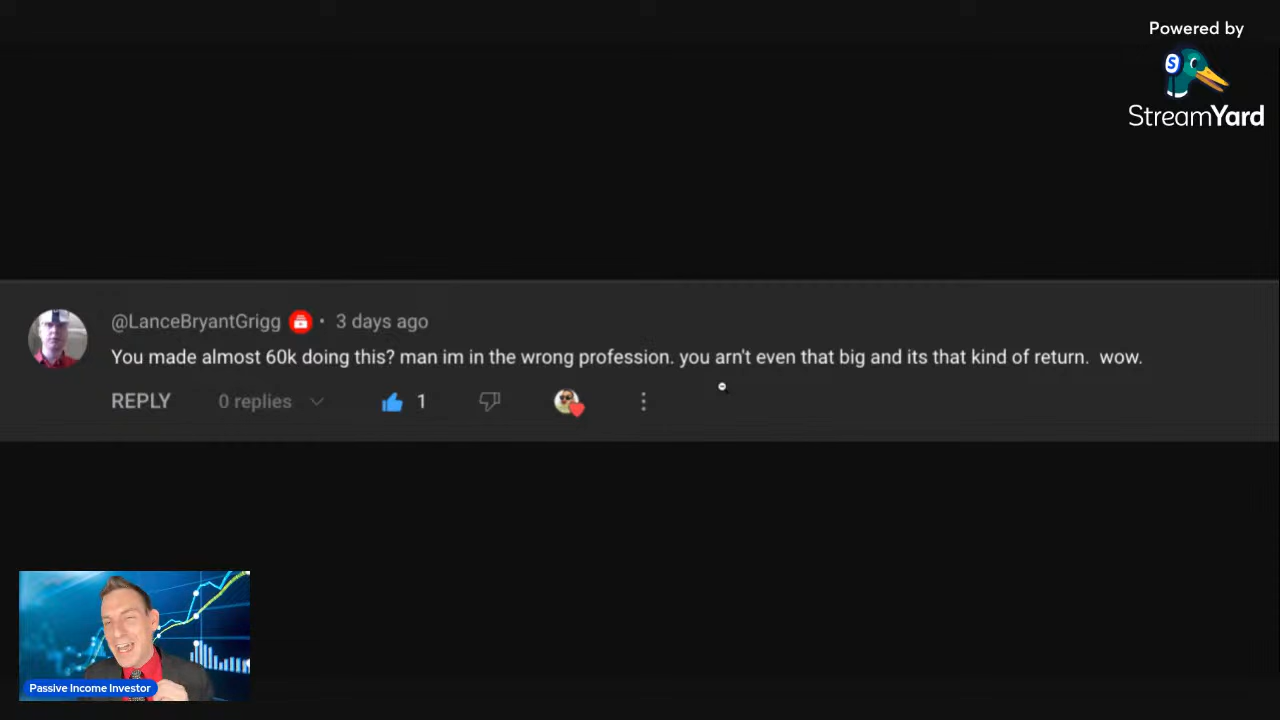 Powered by
S
StreamYard
@LanceBryantGrigg • 3 days ago
You made almost 60k doing this? man im in the wrong profession. you arn't even that big and its that kind of return. wow.
REPLY 0 replies 1
Passive Income Investor